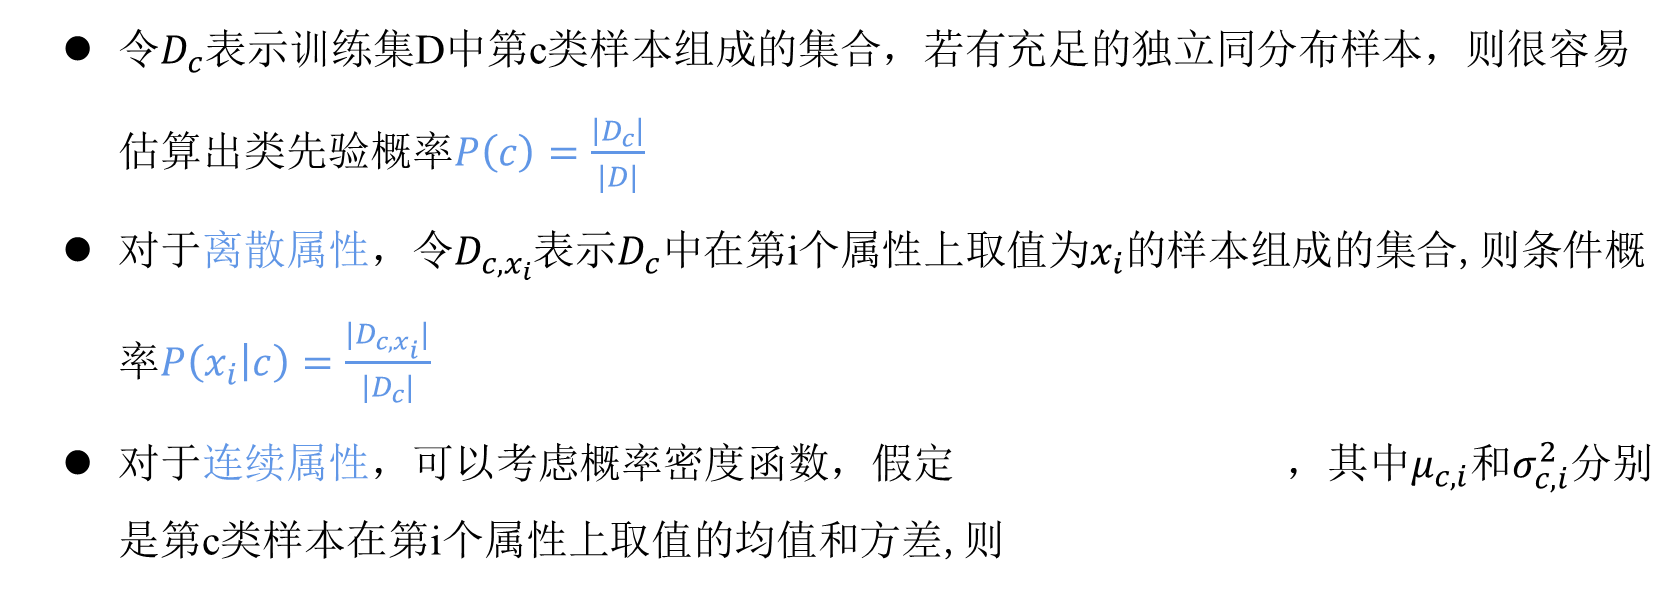 ● 令D_c表示训练集D中第c类样本组成的集合，若有充足的独立同分布样本，则很容易
估算出类先验概率P(c) = |D_c| / |D|
● 对于离散属性，令D_{c,x_i}表示D_c中在第i个属性上取值为x_i的样本组成的集合, 则条件概
率P(x_i|c) = |D_{c,x_i}| / |D_c|
● 对于连续属性，可以考虑概率密度函数，假定 ，其中μ_{c,i}和σ²_{c,i}分别
是第c类样本在第i个属性上取值的均值和方差, 则